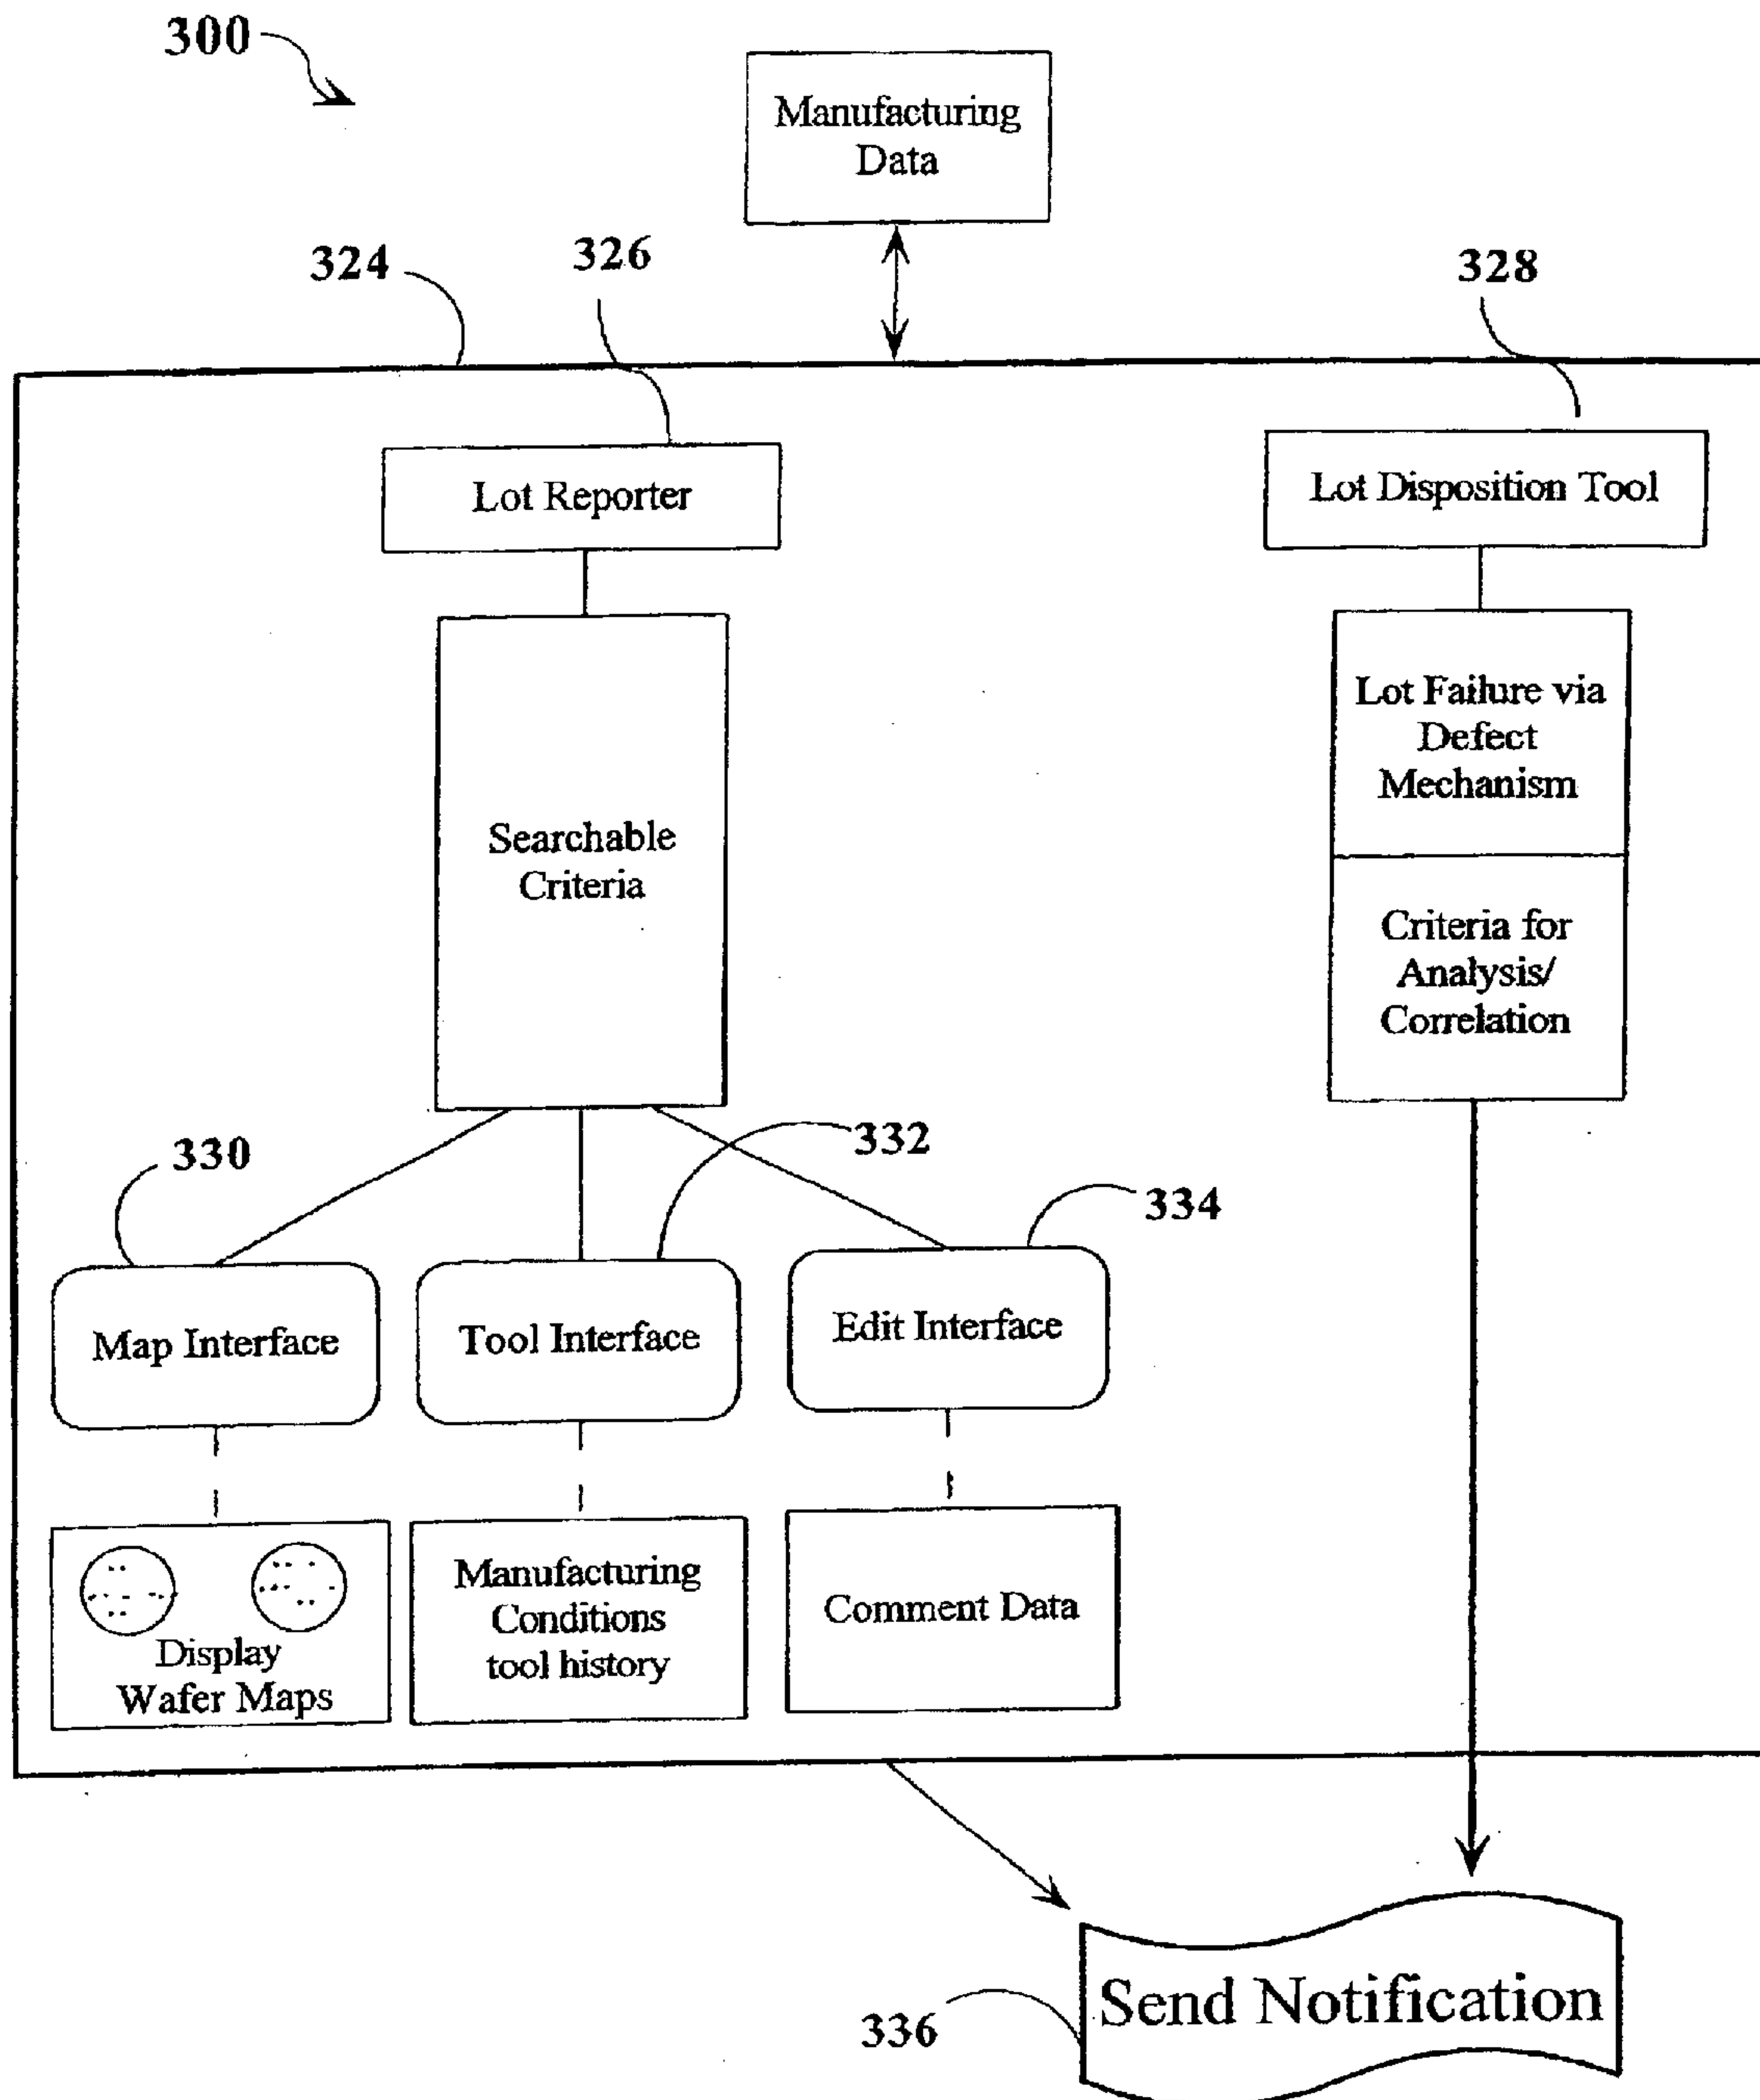 300
Manufacturing
Data
324
326
328
Lot Reporter
Lot Disposition Tool
Searchable
Criteria
Lot Failure via
Defect
Mechanism
Criteria for
Analysis/
Correlation
330
332
334
Map Interface
Tool Interface
Edit Interface
Display
Wafer Maps
Manufacturing
Conditions
tool history
Comment Data
Send Notification
336